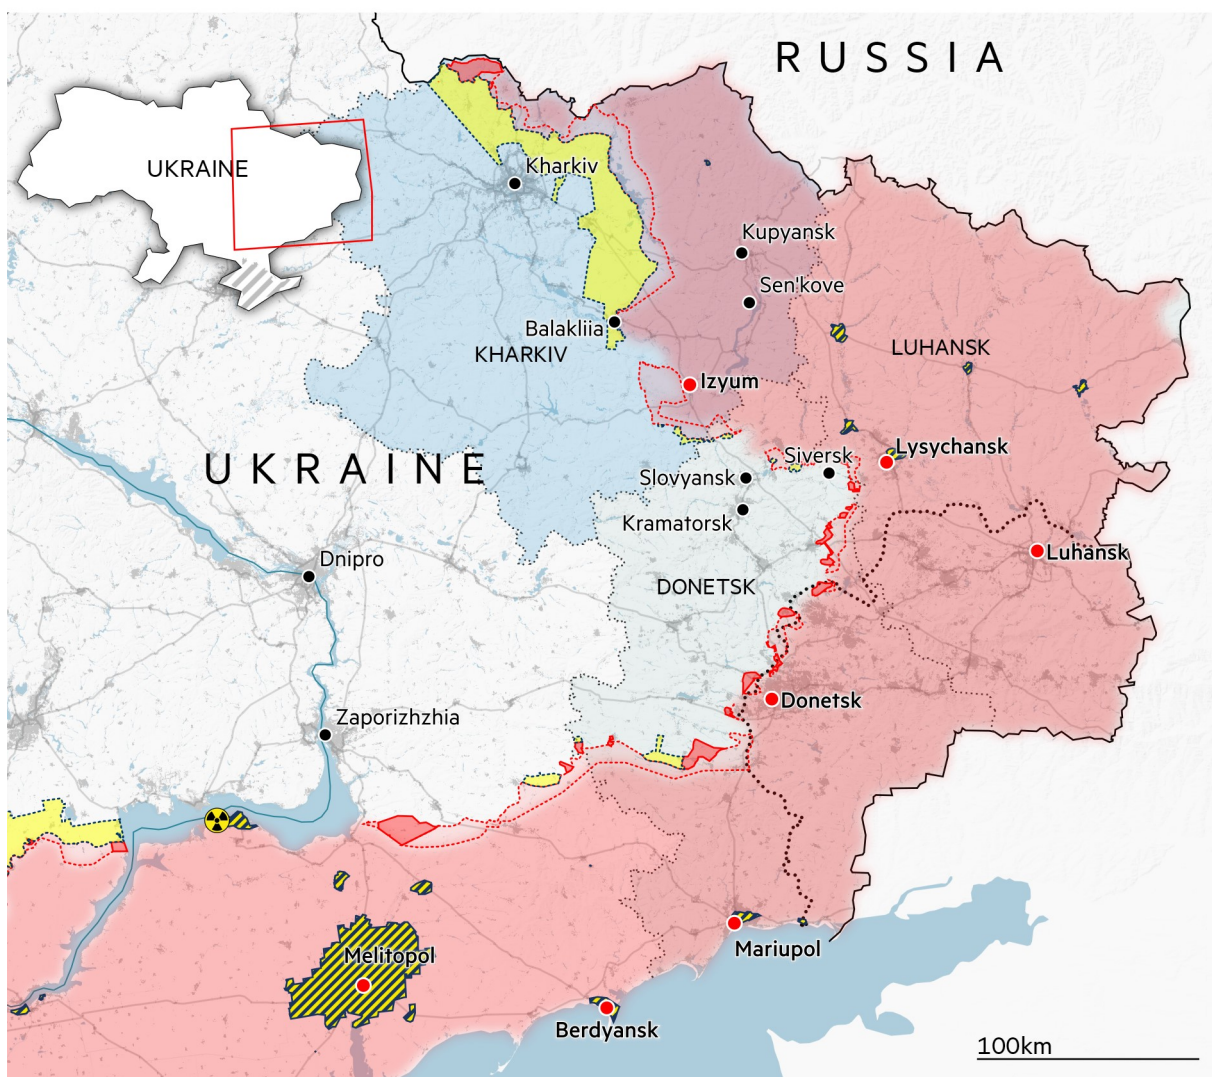 RUSSIA
UKRAINE
Kharkiv
Kupyansk
Sen'kove
Balakliia
KHARKIV
LUHANSK
Izyum
UKRAINE
Lysychansk
Siversk
Slovyansk
Kramatorsk
Luhansk
Dnipro
DONETSK
Donetsk
Zaporizhzhia
Mariupol
Melitopol
Berdyansk
100km